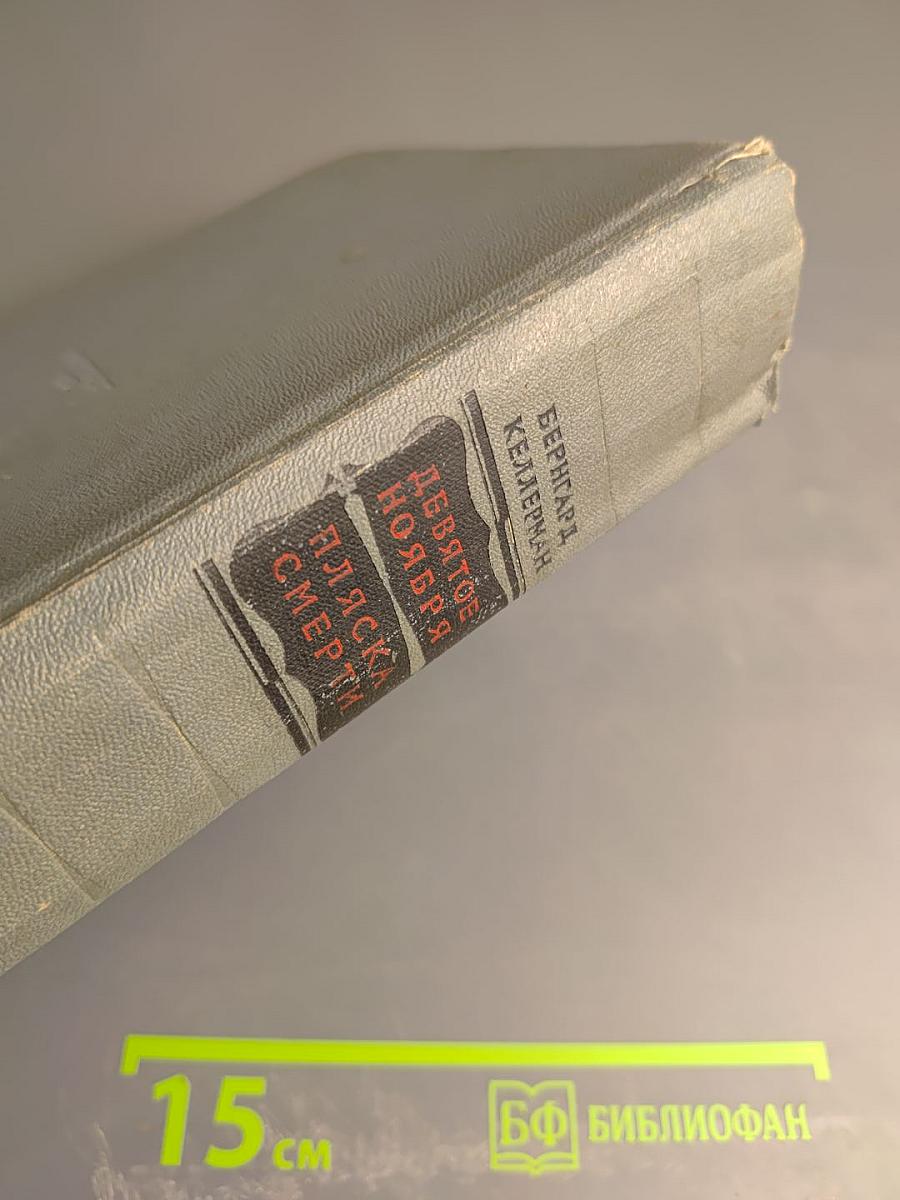 БЕРНГАРД
КЕЛЛЕРМАН
ДЕВЯТОЕ
НОЯБРЯ
ПЛЯСКА
СМЕРТИ
15 см
БФ БИБЛИОФАН